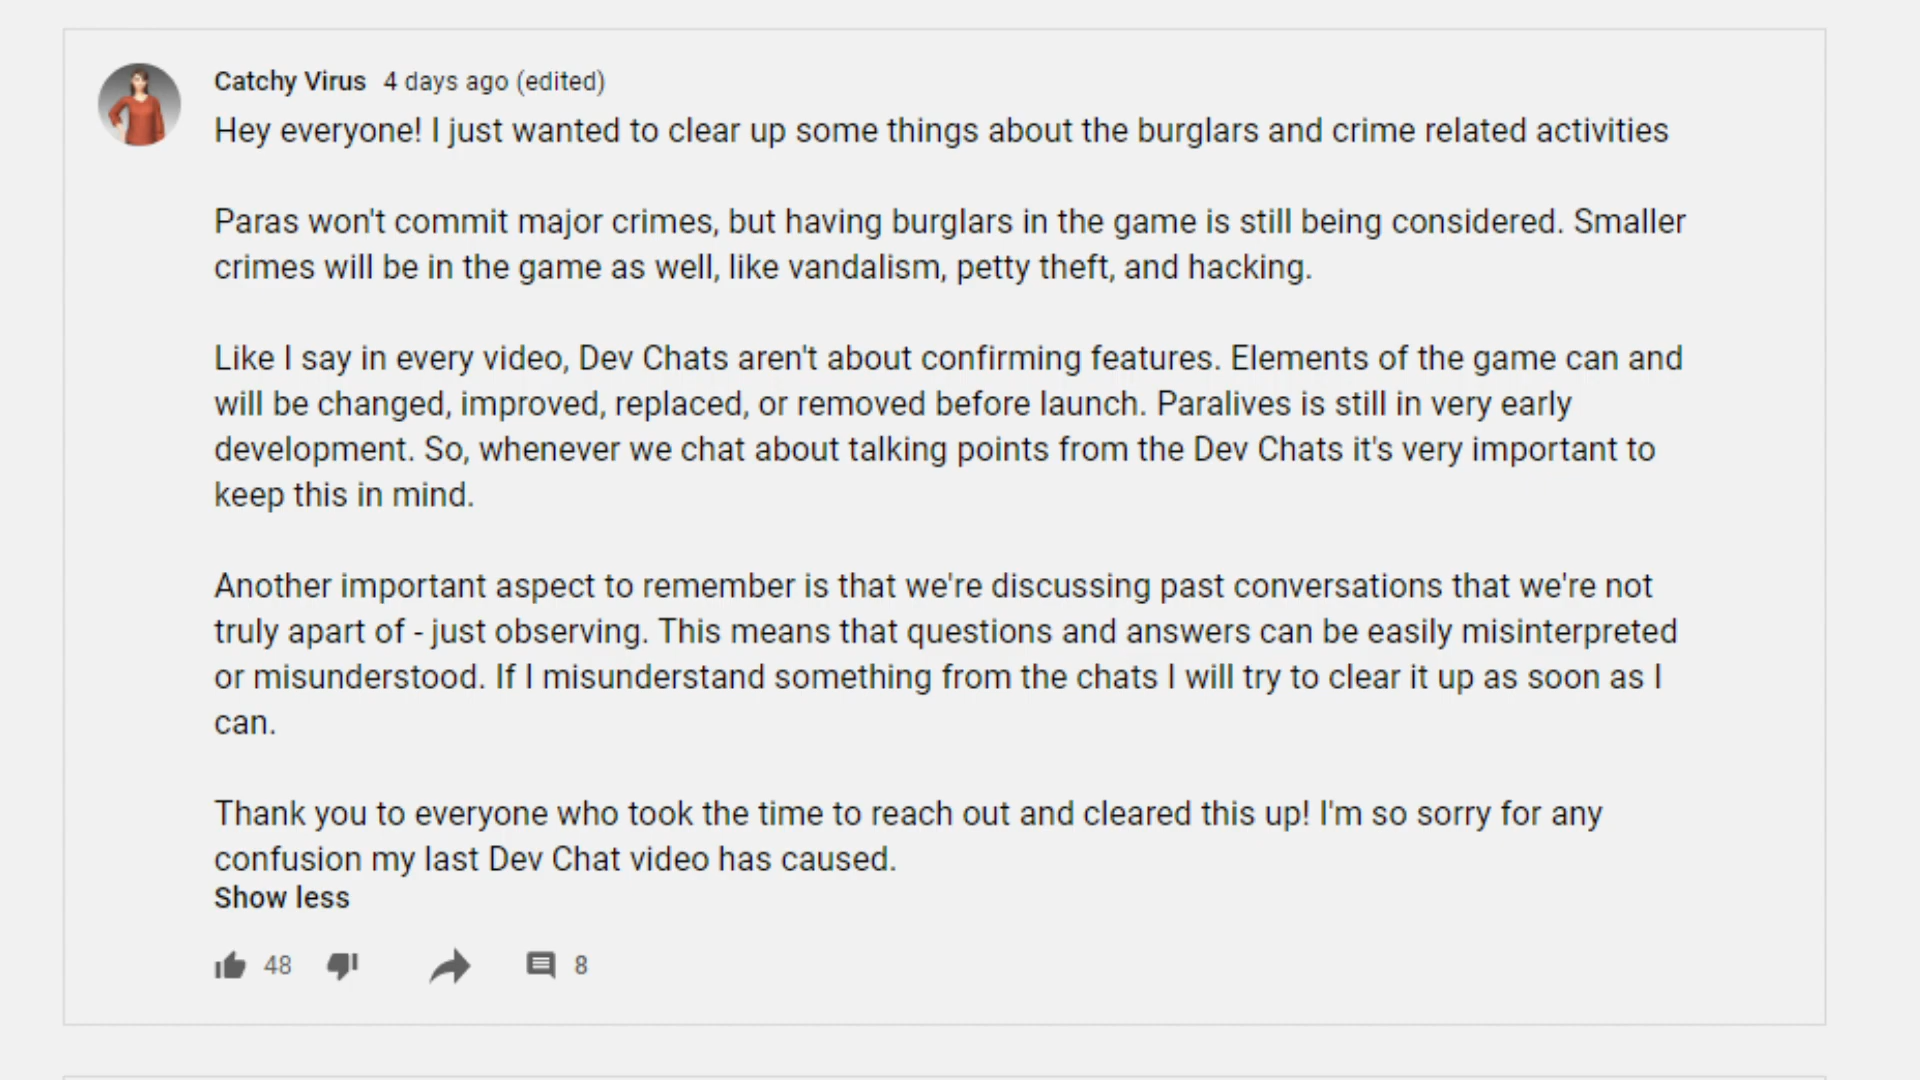 Catchy Virus 4 days ago (edited)
Hey everyone! I just wanted to clear up some things about the burglars and crime related activities
Paras won't commit major crimes, but having burglars in the game is still being considered. Smaller
crimes will be in the game as well, like vandalism, petty theft, and hacking.
Like I say in every video, Dev Chats aren't about confirming features. Elements of the game can and
will be changed, improved, replaced, or removed before launch. Paralives is still in very early
development. So, whenever we chat about talking points from the Dev Chats it's very important to
keep this in mind.
Another important aspect to remember is that we're discussing past conversations that we're not
truly apart of - just observing. This means that questions and answers can be easily misinterpreted
or misunderstood. If I misunderstand something from the chats I will try to clear it up as soon as I
can.
Thank you to everyone who took the time to reach out and cleared this up! I'm so sorry for any
confusion my last Dev Chat video has caused.
Show less
48 8